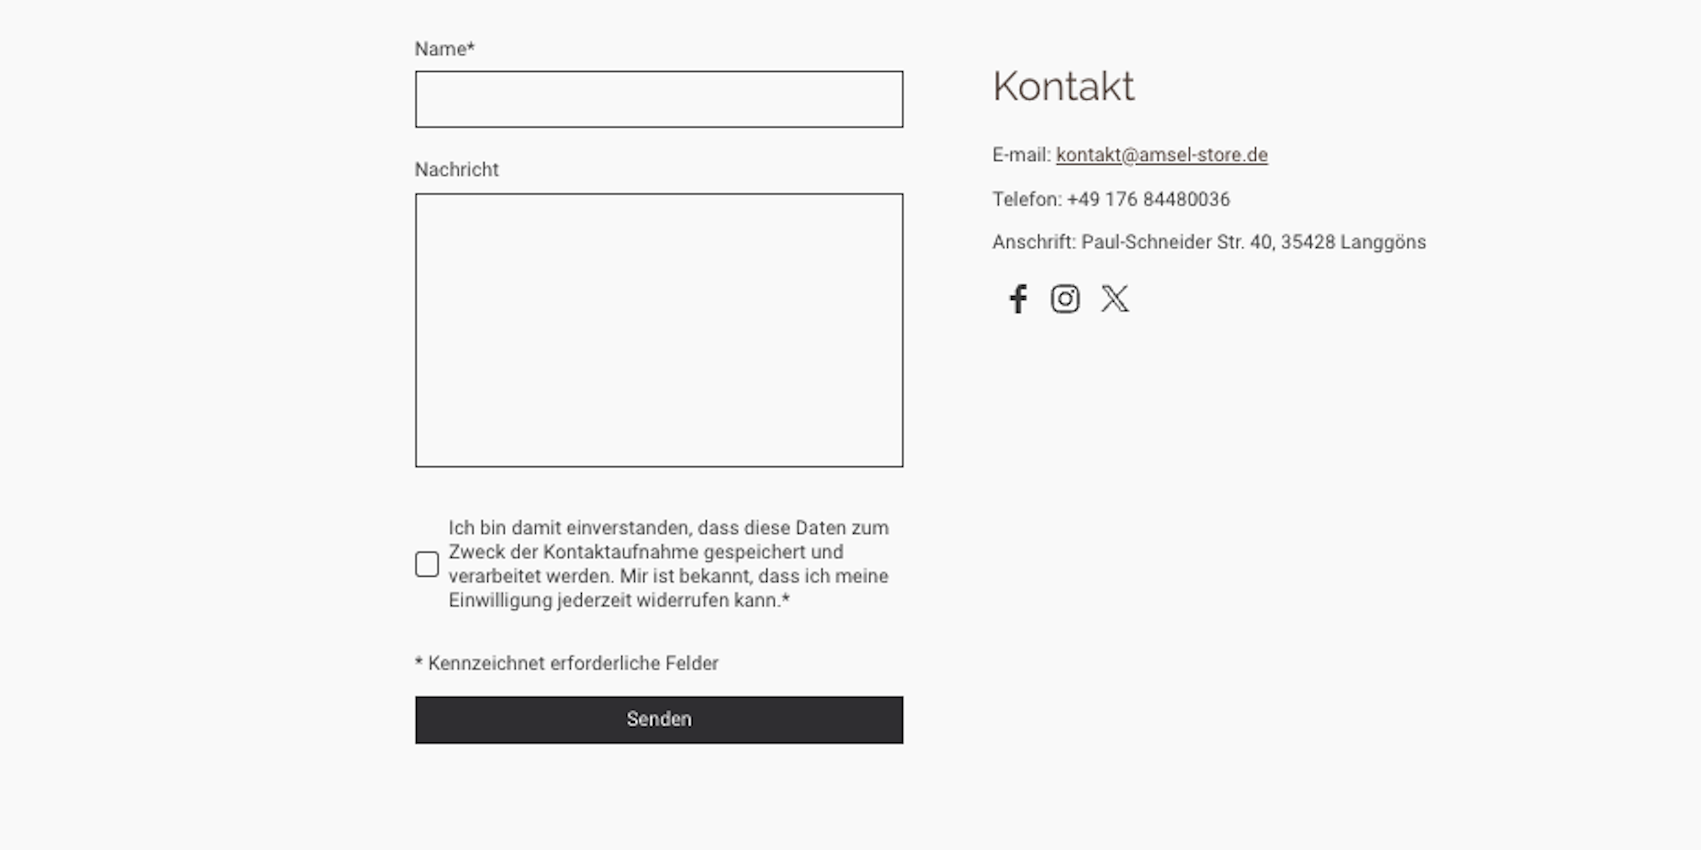 Name*
Nachricht
Ich bin damit einverstanden, dass diese Daten zum
Zweck der Kontaktaufnahme gespeichert und
verarbeitet werden. Mir ist bekannt, dass ich meine
Einwilligung jederzeit widerrufen kann.*
* Kennzeichnet erforderliche Felder
Senden
Kontakt
E-mail: kontakt@amsel-store.de
Telefon: +49 176 84480036
Anschrift: Paul-Schneider Str. 40, 35428 Langgöns